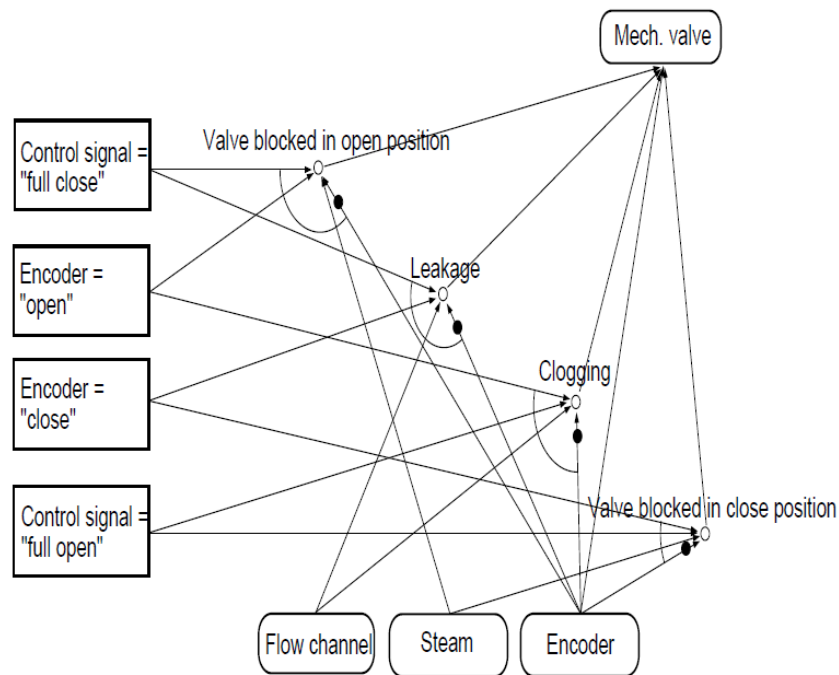 Mech. valve
Valve blocked in open position
Control signal =
"full close"
Encoder =
"open"
Leakage
Encoder =
"close"
Clogging
Control signal =
"full open"
Valve blocked in close position
Flow channel
Steam
Encoder